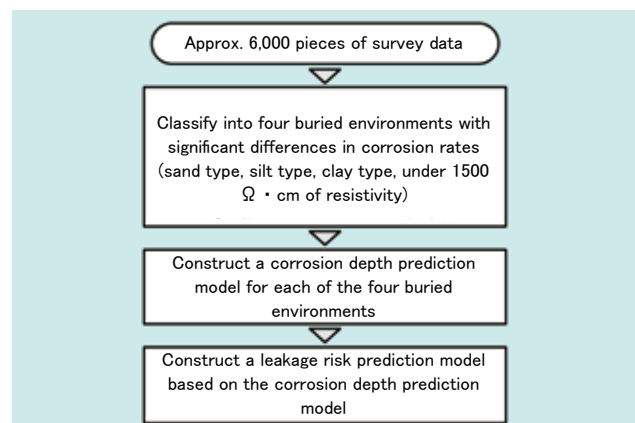 Approx. 6,000 pieces of survey data
Classify into four buried environments with
significant differences in corrosion rates
(sand type, silt type, clay type, under 1500
Ω・cm of resistivity)
Construct a corrosion depth prediction
model for each of the four buried
environments
Construct a leakage risk prediction model
based on the corrosion depth prediction
model